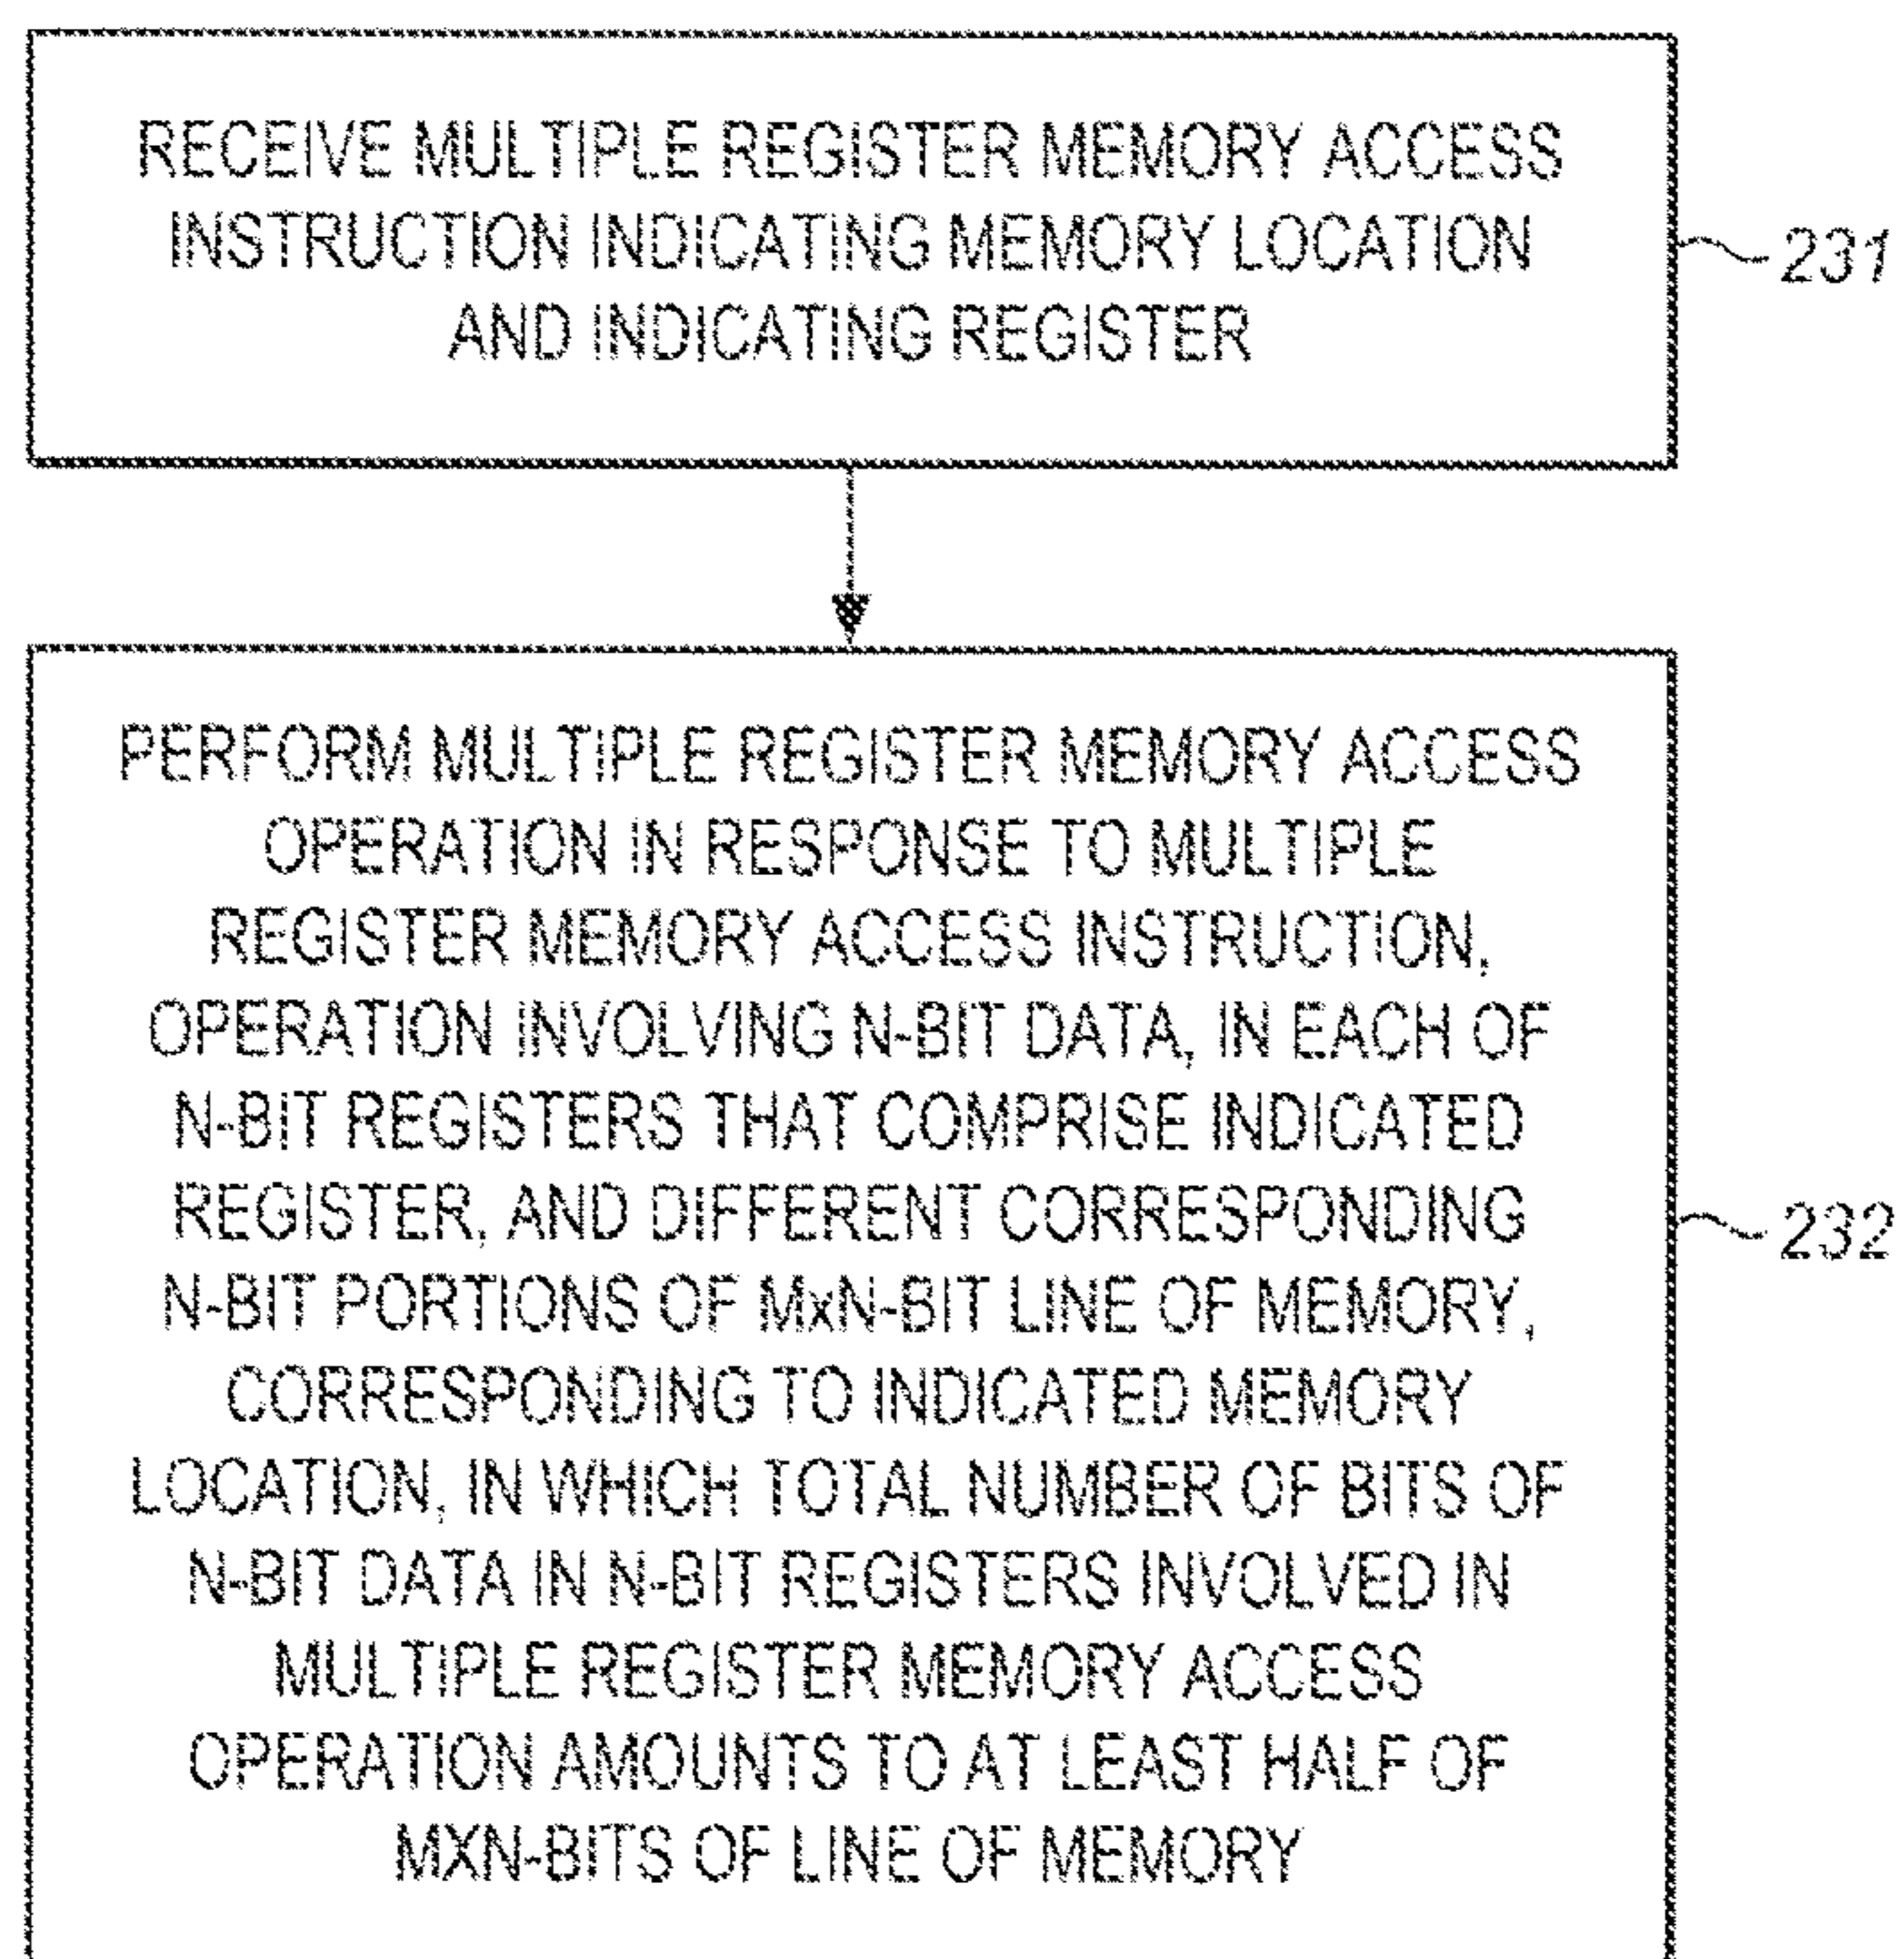 RECEIVE MULTIPLE REGISTER MEMORY ACCESS
INSTRUCTION INDICATING MEMORY LOCATION
AND INDICATING REGISTER
231
PERFORM MULTIPLE REGISTER MEMORY ACCESS
OPERATION IN RESPONSE TO MULTIPLE
REGISTER MEMORY ACCESS INSTRUCTION,
OPERATION INVOLVING N-BIT DATA, IN EACH OF
N-BIT REGISTERS THAT COMPRISE INDICATED
REGISTER, AND DIFFERENT CORRESPONDING
N-BIT PORTIONS OF MxN-BIT LINE OF MEMORY,
CORRESPONDING TO INDICATED MEMORY
LOCATION, IN WHICH TOTAL NUMBER OF BITS OF
N-BIT DATA IN N-BIT REGISTERS INVOLVED IN
MULTIPLE REGISTER MEMORY ACCESS
OPERATION AMOUNTS TO AT LEAST HALF OF
MXN-BITS OF LINE OF MEMORY
232